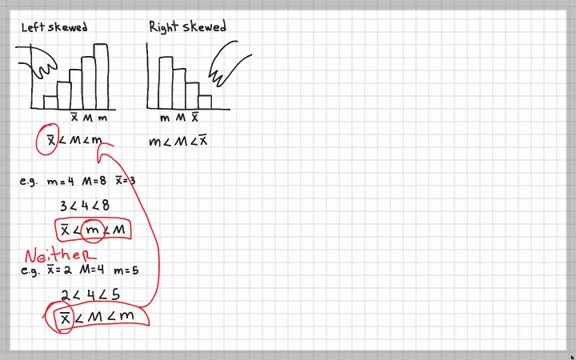 Left skewed
Right skewed
x̄ M m
m M x̄
x̄ < M < m
m < M < x̄
e.g. m = 4 M = 8 x̄ = 3
3 < 4 < 8
x̄ < m < M
Neither
e.g. x̄ = 2 M = 4 m = 5
2 < 4 < 5
x̄ < M < m